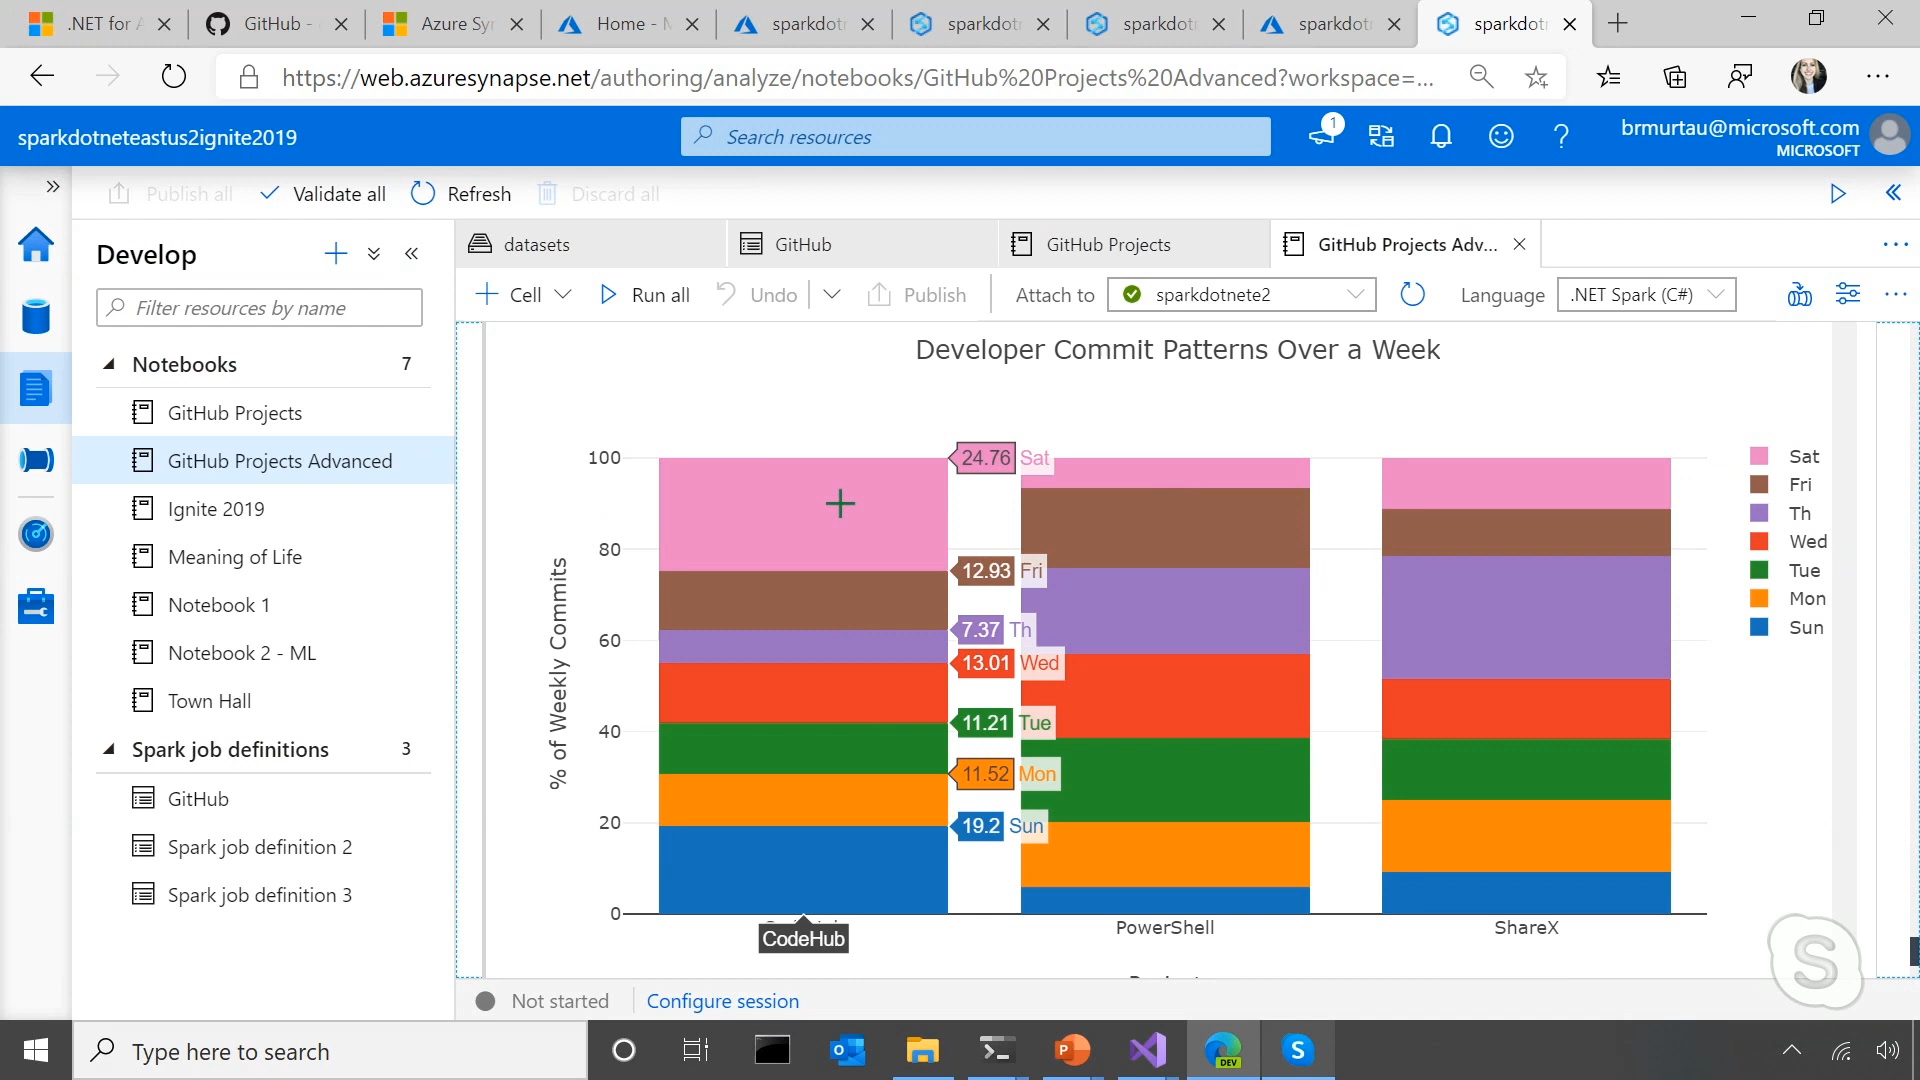 .NET for A
GitHub -
Azure Sy
Home - M
sparkdot
sparkdot
sparkdot
sparkdot
sparkdot
https://web.azuresynapse.net/authoring/analyze/notebooks/GitHub%20Projects%20Advanced?workspace=...
sparkdotneteastus2ignite2019
Search resources
1
brmurtau@microsoft.com
MICROSOFT
Publish all
Validate all
Refresh
Discard all
Develop
datasets
GitHub
GitHub Projects
GitHub Projects Adv...
Filter resources by name
Cell
Run all
Undo
Publish
Attach to
sparkdotnete2
Language
.NET Spark (C#)
Notebooks 7
GitHub Projects
GitHub Projects Advanced
Ignite 2019
Meaning of Life
Notebook 1
Notebook 2 - ML
Town Hall
Spark job definitions 3
GitHub
Spark job definition 2
Spark job definition 3
Developer Commit Patterns Over a Week
% of Weekly Commits
100
80
60
40
20
0
24.76 Sat
12.93 Fri
7.37 Th
13.01 Wed
11.21 Tue
11.52 Mon
19.2 Sun
CodeHub
PowerShell
ShareX
Sat
Fri
Th
Wed
Tue
Mon
Sun
Not started
Configure session
Type here to search
DEV